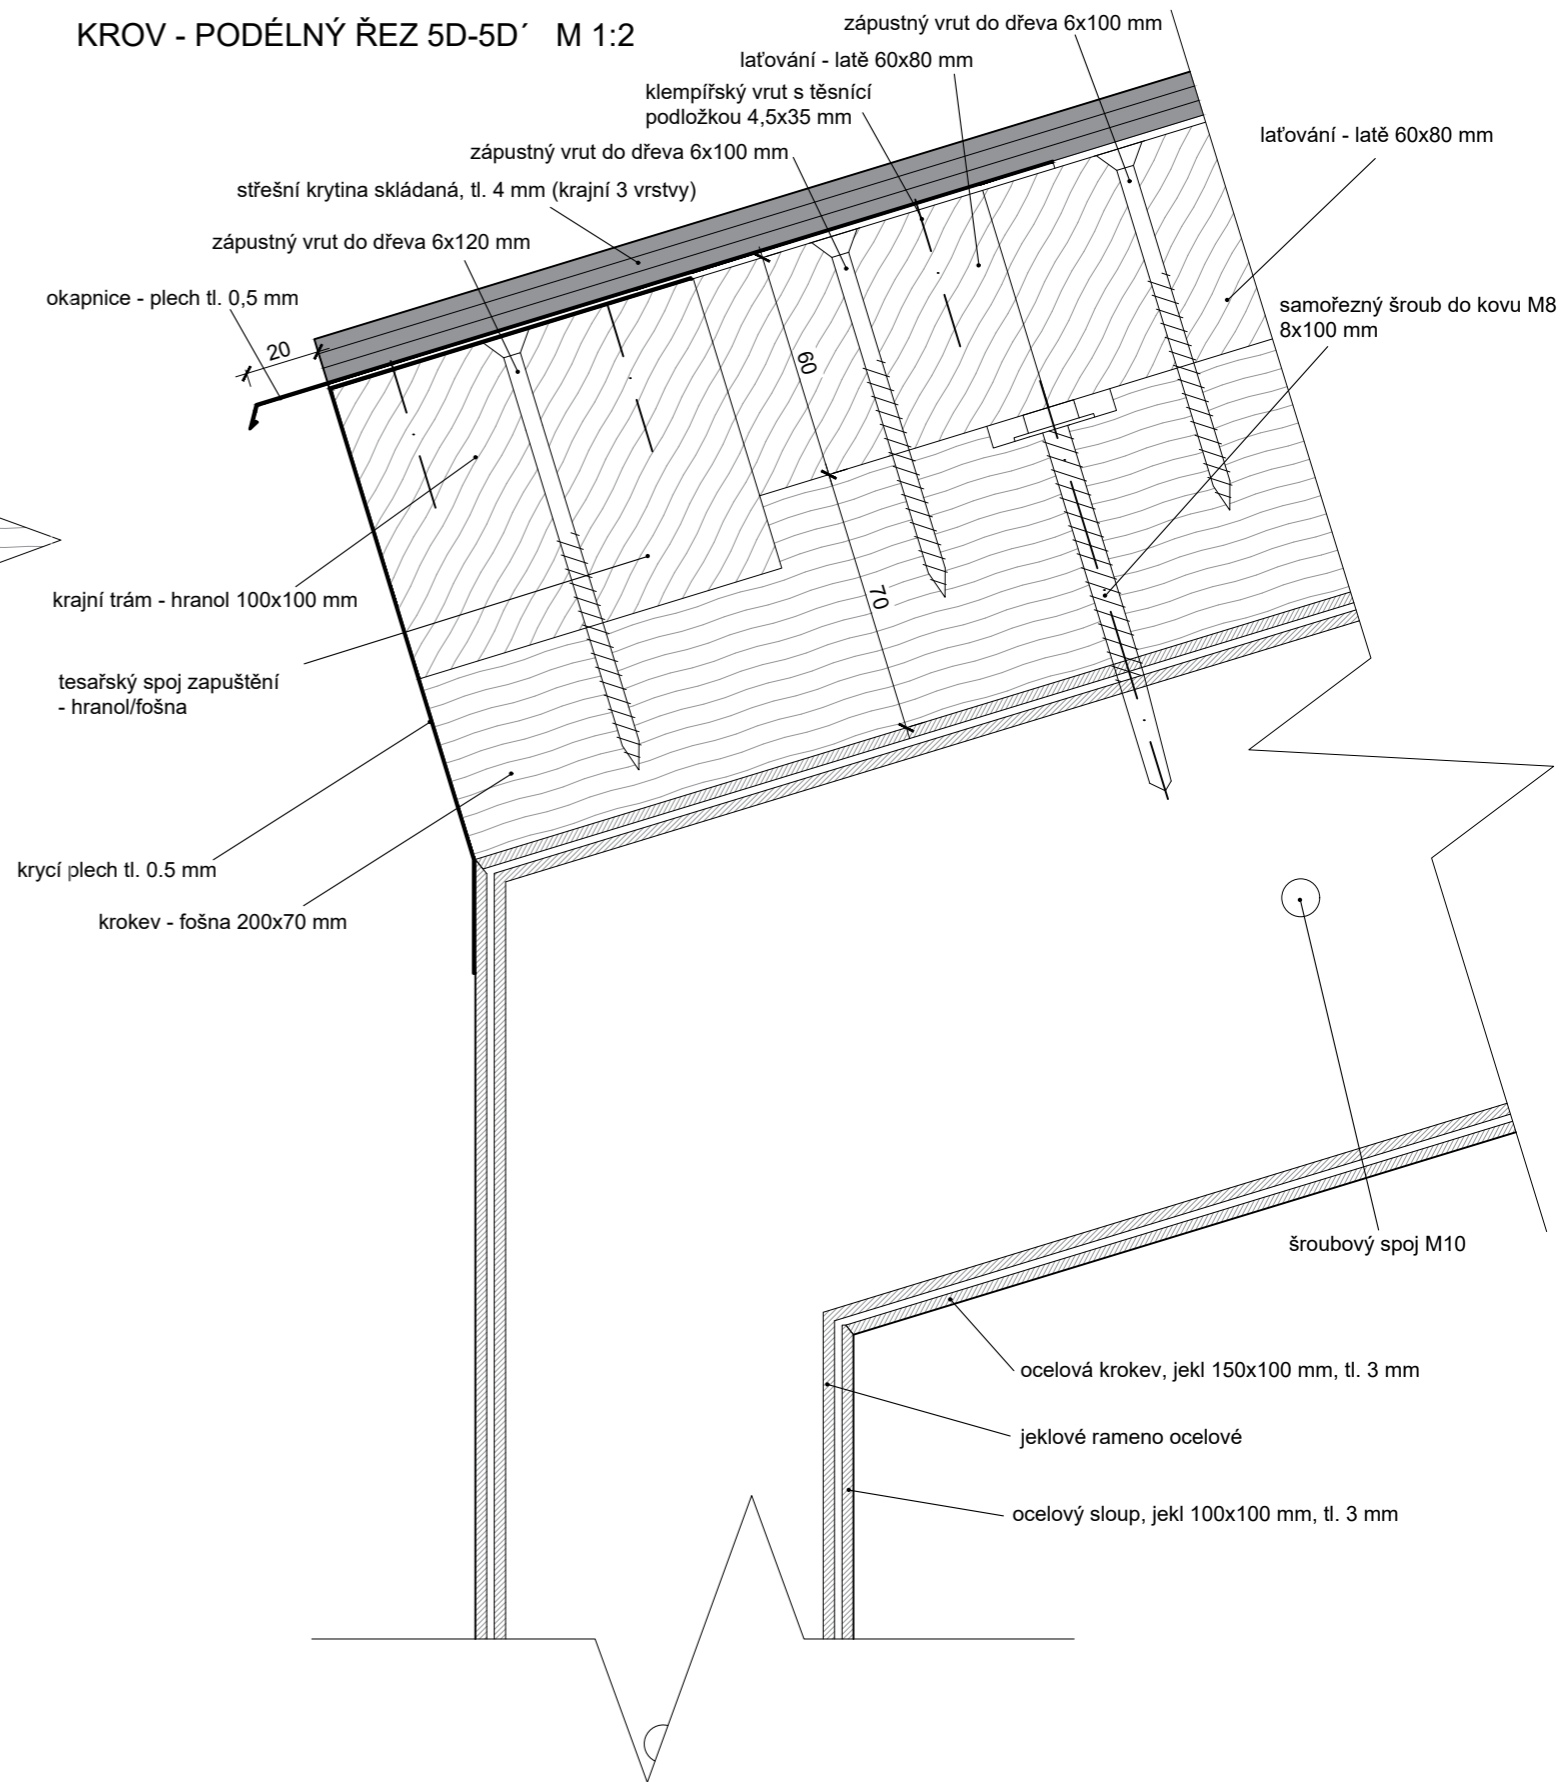 KROV - PODÉLNÝ ŘEZ 5D-5D´ M 1:2
zápustný vrut do dřeva 6x100 mm
laťování - latě 60x80 mm
klempířský vrut s těsnící
podložkou 4,5x35 mm
laťování - latě 60x80 mm
zápustný vrut do dřeva 6x100 mm
střešní krytina skládaná, tl. 4 mm (krajní 3 vrstvy)
zápustný vrut do dřeva 6x120 mm
okapnice - plech tl. 0,5 mm
samořezný šroub do kovu M8
8x100 mm
20
60
70
krajní trám - hranol 100x100 mm
tesařský spoj zapuštění
- hranol/fošna
krycí plech tl. 0.5 mm
krokev - fošna 200x70 mm
šroubový spoj M10
ocelová krokev, jekl 150x100 mm, tl. 3 mm
jeklové rameno ocelové
ocelový sloup, jekl 100x100 mm, tl. 3 mm